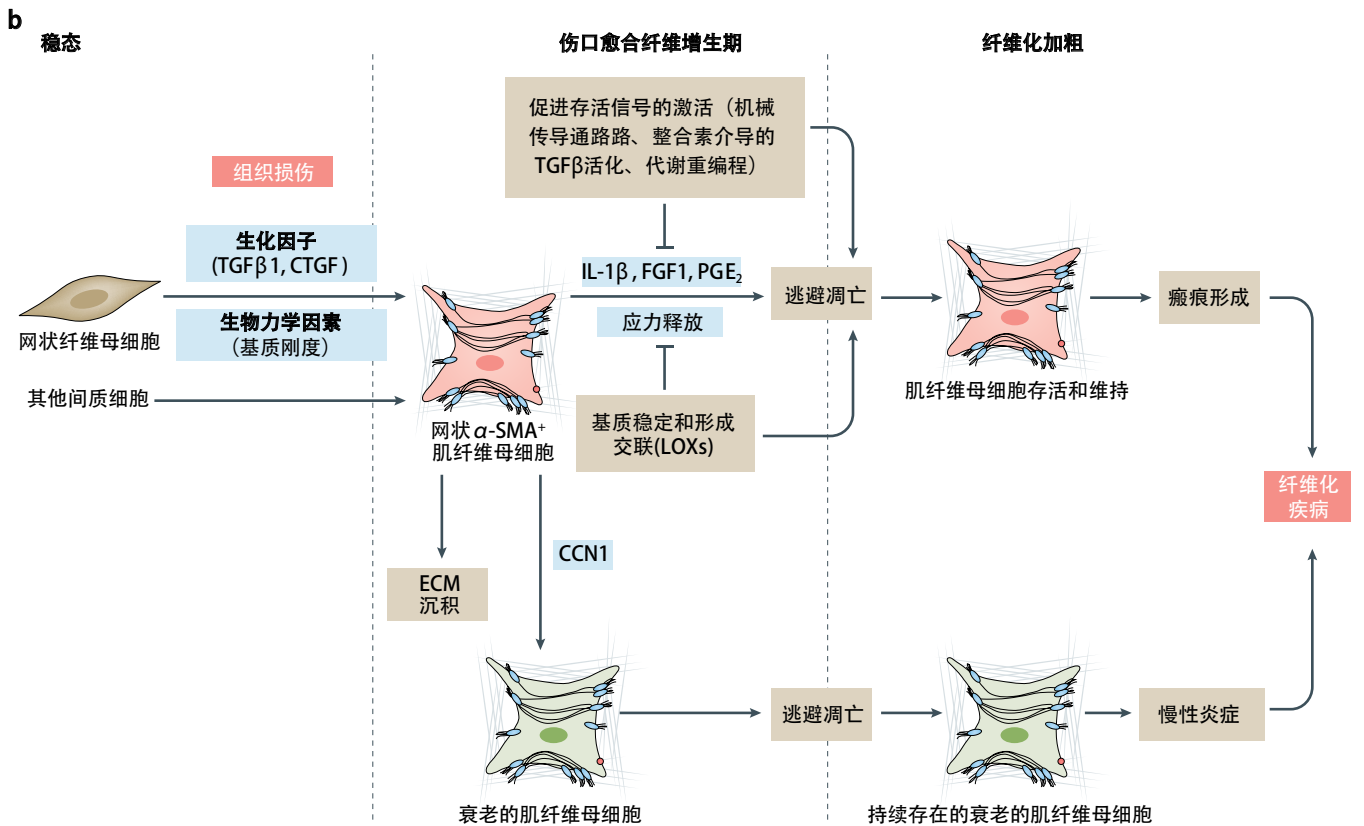 b
稳态
伤口愈合纤维增生期
纤维化加粗
促进存活信号的激活（机械
传导通路路、整合素介导的
TGFβ活化、代谢重编程）
组织损伤
生化因子
(TGFβ1, CTGF)
IL-1β, FGF1, PGE₂
逃避凋亡
瘢痕形成
网状纤维母细胞
生物力学因素
（基质刚度）
应力释放
其他间质细胞
肌纤维母细胞存活和维持
网状α-SMA⁺
肌纤维母细胞
基质稳定和形成
交联(LOXs)
纤维化
疾病
CCN1
ECM
沉积
逃避凋亡
慢性炎症
衰老的肌纤维母细胞
持续存在的衰老的肌纤维母细胞